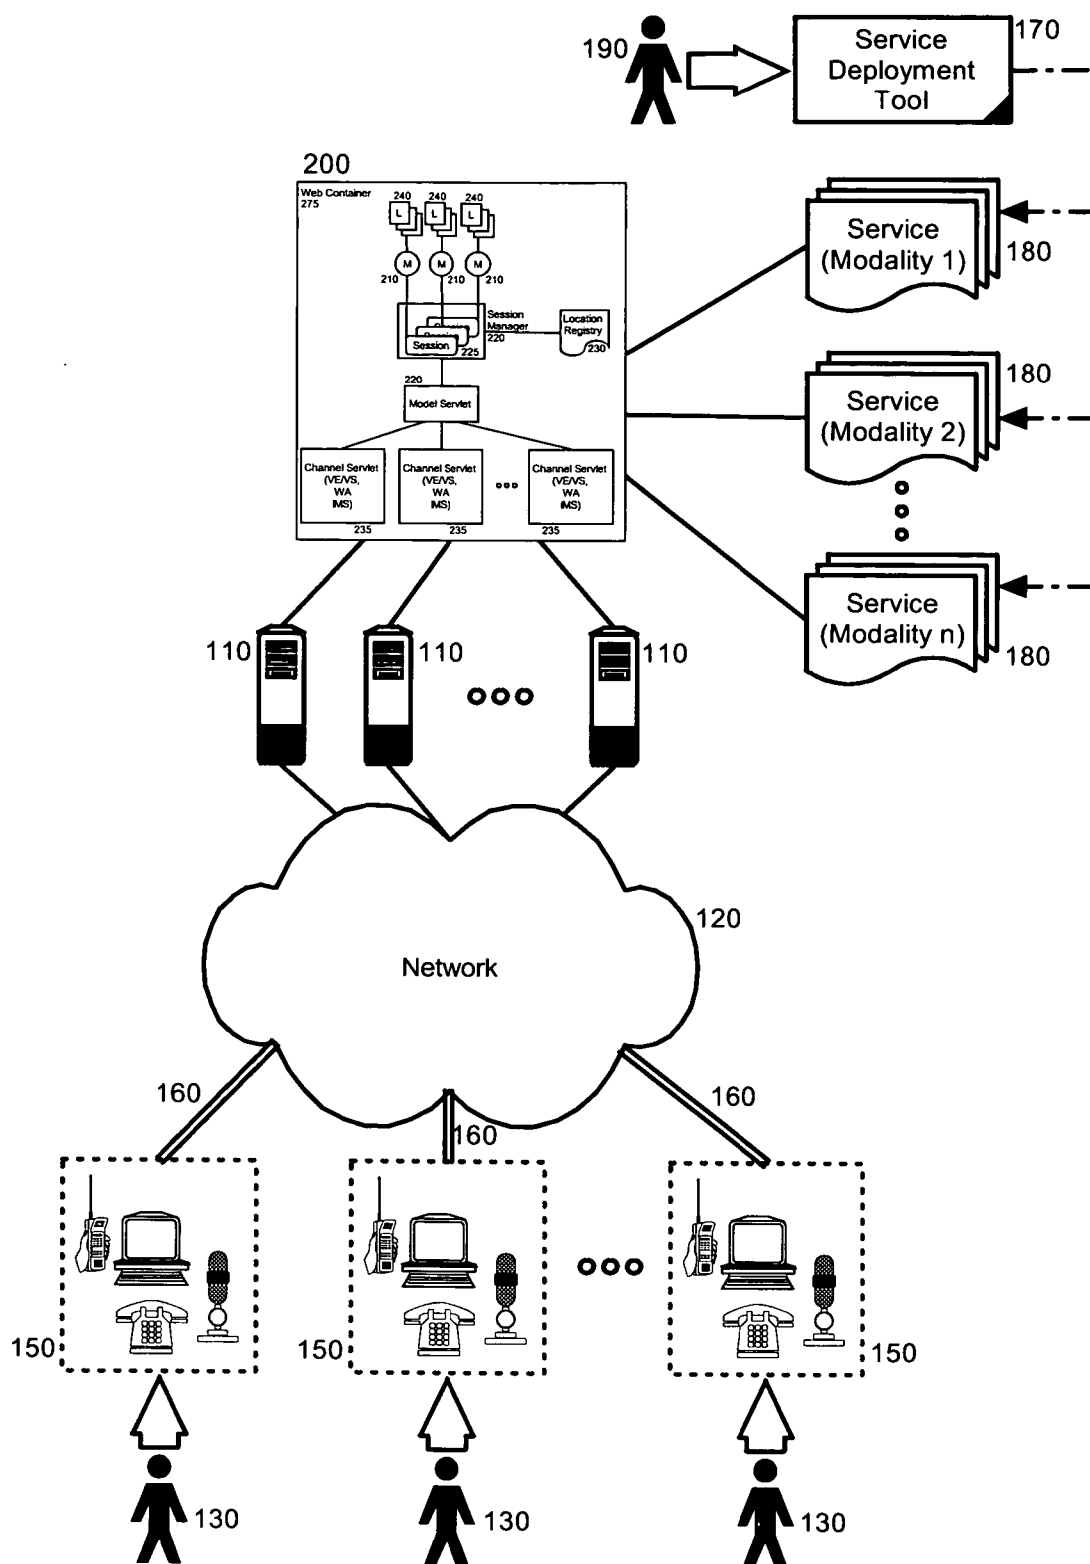 190
Service
Deployment
Tool
170
200
Web Container
275
240 240 240
L L L
M M M
210 210 210
Session
Manager
220
Session
225
Location
Registry
230
220
Model Servlet
Channel Servlet
(VE/VS,
WA
IMS)
235
Channel Servlet
(VE/VS,
WA
IMS)
235
Channel Servlet
(VE/VS,
WA
IMS)
235
Service
(Modality 1)
180
Service
(Modality 2)
180
Service
(Modality n)
180
110 110 110
120
Network
160 160 160
150 150 150
130 130 130